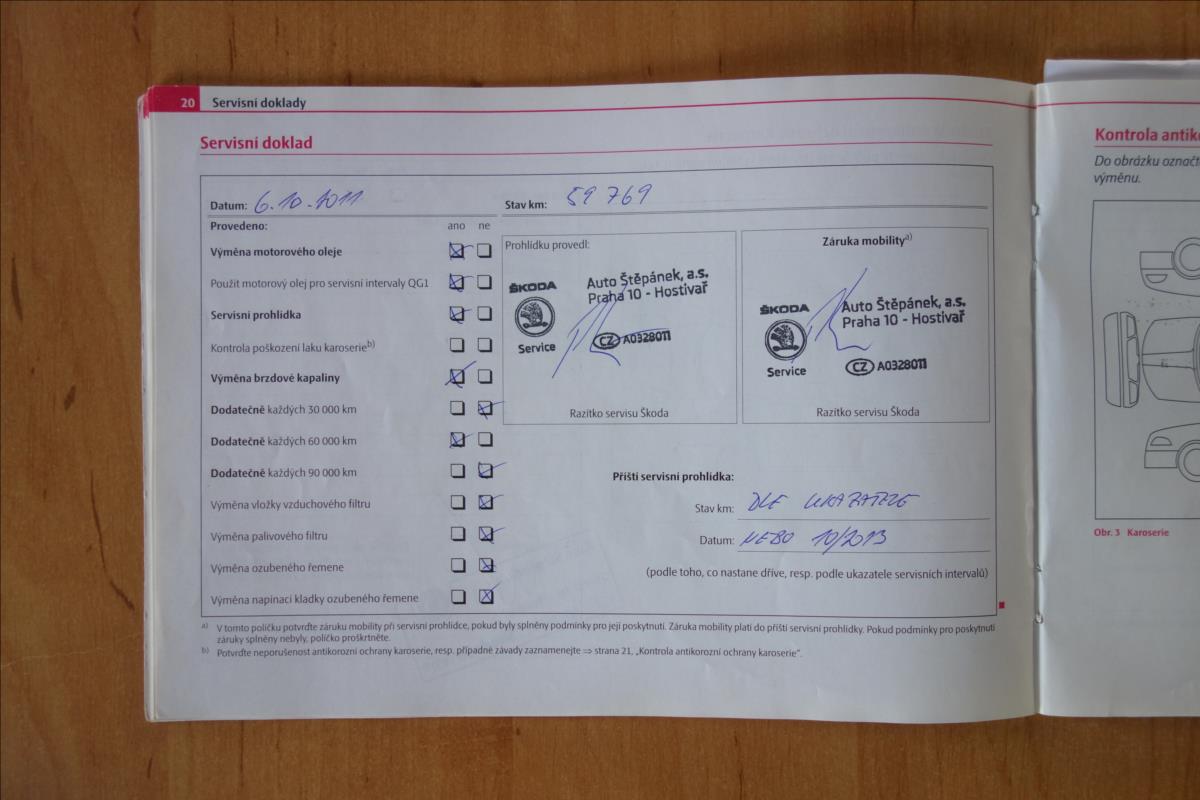 20 Servisní doklady
Servisní doklad
Datum: 6.10.2011 Stav km: 59 769
Provedeno: ano ne
Výměna motorového oleje
Použit motorový olej pro servisní intervaly QG1
Servisní prohlídka
Kontrola poškození laku karoserieb)
Výměna brzdové kapaliny
Dodatečně každých 30 000 km
Dodatečně každých 60 000 km
Dodatečně každých 90 000 km
Výměna vložky vzduchového filtru
Výměna palivového filtru
Výměna ozubeného řemene
Výměna napínací kladky ozubeného řemene
Prohlídku provedl:
ŠKODA
Service
Auto Štěpánek, a.s.
Praha 10 - Hostivař
CZ A0328011
Razítko servisu Škoda
Záruka mobilitya)
ŠKODA
Service
Auto Štěpánek, a.s.
Praha 10 - Hostivař
CZ A0328011
Razítko servisu Škoda
Příští servisní prohlídka:
Stav km: DLE UKAZATELE
Datum: NEBO 10/2013
(podle toho, co nastane dříve, resp. podle ukazatele servisních intervalů)
a) V tomto políčku potvrďte záruku mobility při servisní prohlídce, pokud byly splněny podmínky pro její poskytnutí. Záruka mobility platí do příští servisní prohlídky. Pokud podmínky pro poskytnutí
záruky splněny nebyly, políčko proškrtněte.
b) Potvrďte neporušenost antikorozní ochrany karoserie, resp. případné závady zaznamenejte ⇒ strana 21, „Kontrola antikorozní ochrany karoserie“.
Kontrola
Do obrázku
výměnu.
Obr. 3 Karoserie